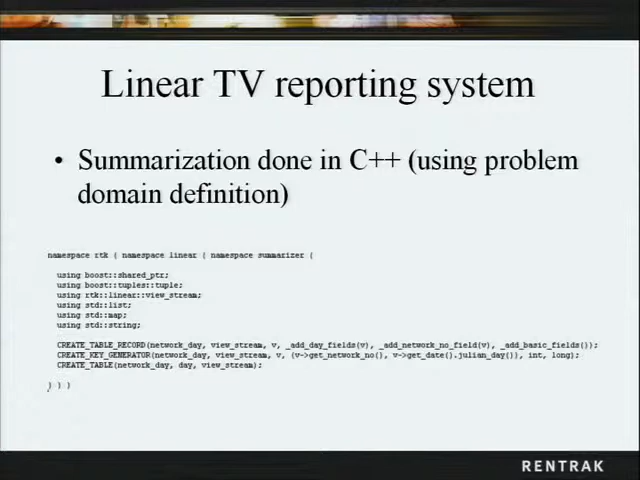 Linear TV reporting system
• Summarization done in C++ (using problem
domain definition)
namespace rtk { namespace linear { namespace summarizer {
using boost::shared_ptr;
using boost::tuples::tuple;
using rtk::linear::view_stream;
using std::list;
using std::map;
using std::string;
CREATE_TABLE_RECORD(network_day, view_stream, v, _add_day_fields(v), _add_network_no_field(v), _add_basic_fields());
CREATE_KEY_GENERATOR(network_day, view_stream, v, (v->get_network_no(), v->get_date().julian_day()), int, long);
CREATE_TABLE(network_day, day, view_stream);
} } }
RENTRAK